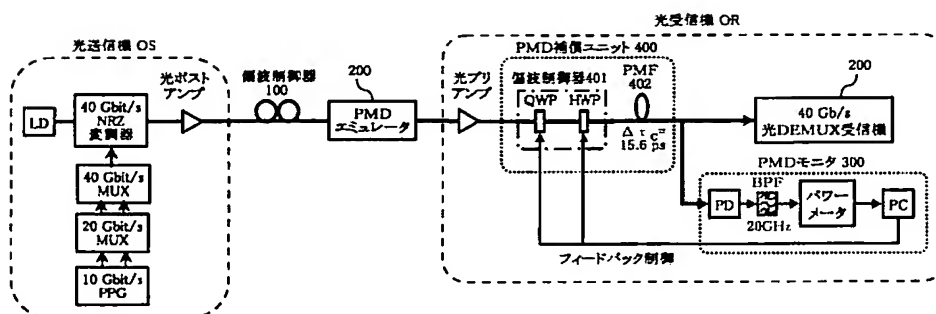 光送信機 OS
LD
40 Gbit/s
NRZ
変調器
40 Gbit/s
MUX
20 Gbit/s
MUX
10 Gbit/s
PPG
光ポスト
アンプ
偏波制御器
100
200
PMD
エミュレータ
光受信機 OR
光プリ
アンプ
PMD補償ユニット 400
偏波制御器401
QWP
HWP
PMF
402
Δτc=
15.6 ps
200
40 Gb/s
光DEMUX受信機
PMDモニタ 300
PD
BPF
20GHz
パワー
メータ
PC
フィードバック制御